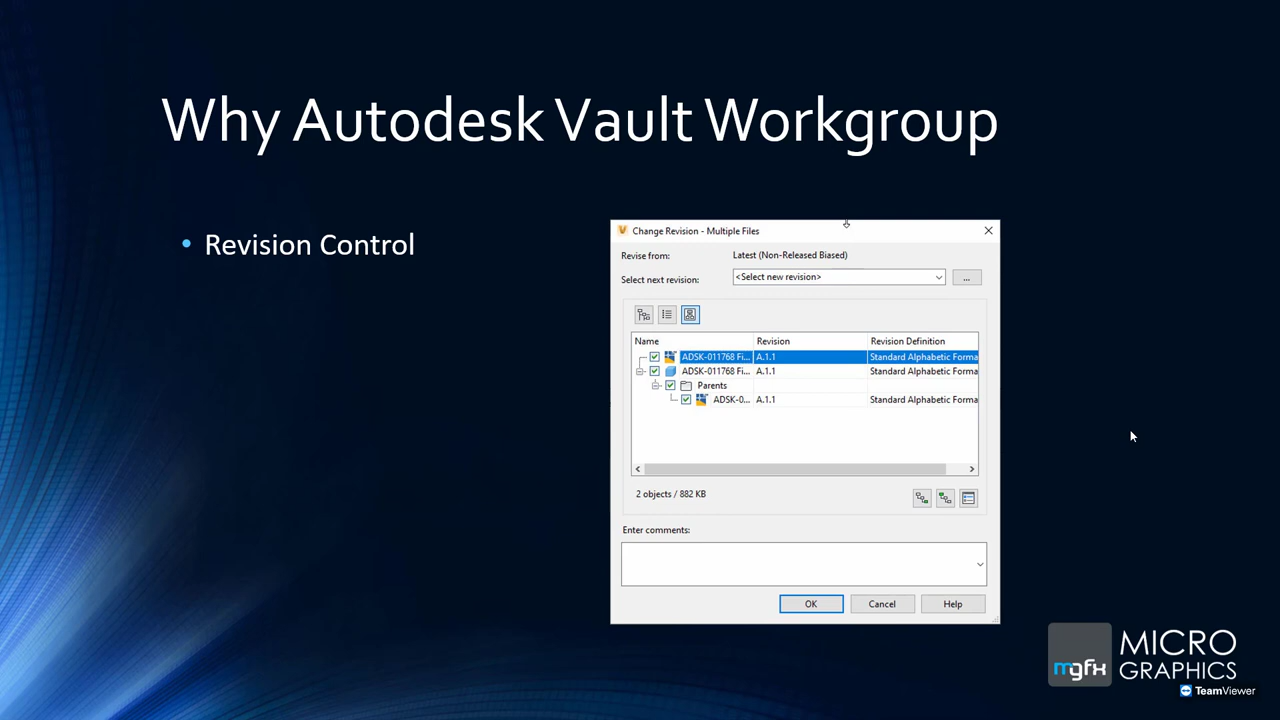 Why Autodesk Vault Workgroup
• Revision Control
Change Revision - Multiple Files
Revise from: Latest (Non-Released Biased)
Select next revision: <Select new revision> ...
Name Revision Revision Definition
ADSK-011768 Fi... A.1.1 Standard Alphabetic Forma
ADSK-011768 Fi... A.1.1 Standard Alphabetic Forma
Parents
ADSK-0... A.1.1 Standard Alphabetic Forma
2 objects / 882 KB
Enter comments:
OK Cancel Help
mgfx MICRO
GRAPHICS
TeamViewer